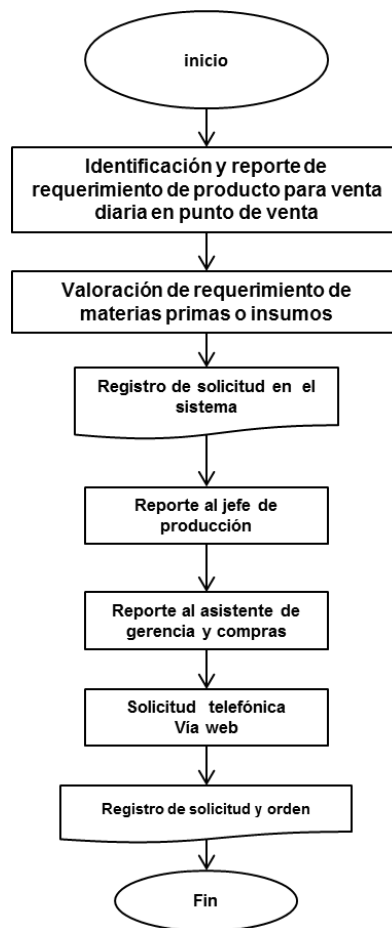 inicio
Identificación y reporte de
requerimiento de producto para venta
diaria en punto de venta
Valoración de requerimiento de
materias primas o insumos
Registro de solicitud en el
sistema
Reporte al jefe de
producción
Reporte al asistente de
gerencia y compras
Solicitud telefónica
Vía web
Registro de solicitud y orden
Fin